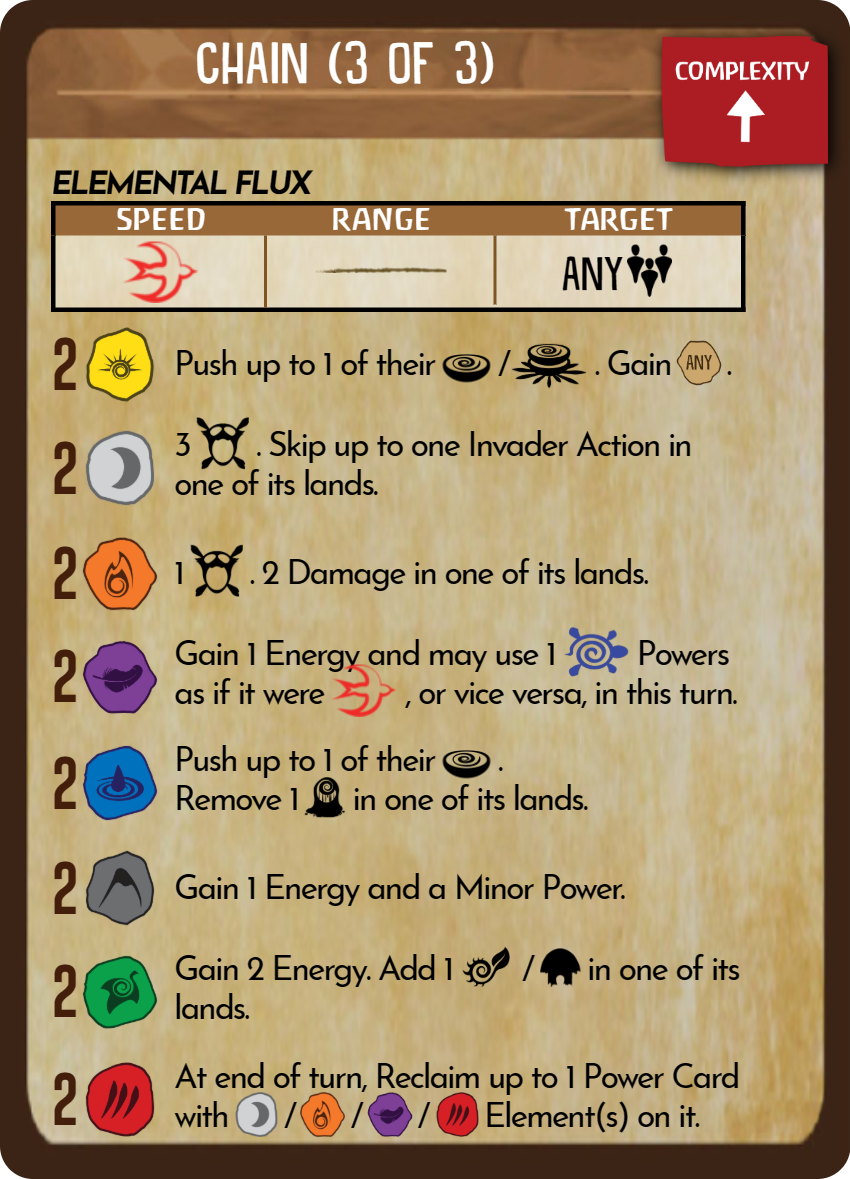 CHAIN (3 OF 3)
COMPLEXITY
ELEMENTAL FLUX
SPEED RANGE TARGET
ANY
2 Push up to 1 of their / . Gain ANY .
2 3 . Skip up to one Invader Action in
one of its lands.
2 1 . 2 Damage in one of its lands.
2 Gain 1 Energy and may use 1 Powers
as if it were , or vice versa, in this turn.
2 Push up to 1 of their .
Remove 1 in one of its lands.
2 Gain 1 Energy and a Minor Power.
2 Gain 2 Energy. Add 1 / in one of its
lands.
2 At end of turn, Reclaim up to 1 Power Card
with / / / Element(s) on it.